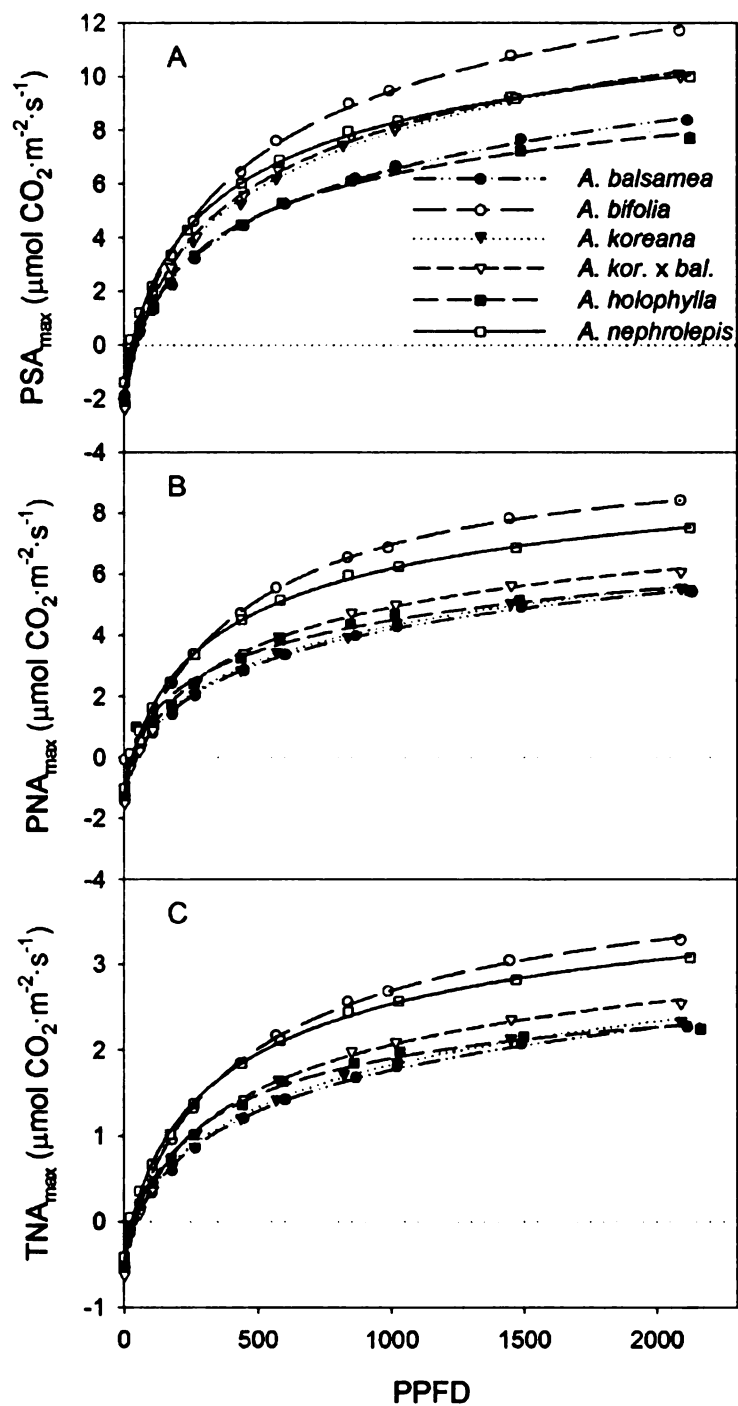 12
A
10
8
6
4
2
0
-2
-4
PSAmax (μmol CO2·m-2·s-1)
A. balsamea
A. bifolia
A. koreana
A. kor. x bal.
A. holophylla
A. nephrolepis
B
8
6
4
2
0
-2
-4
PNAmax (μmol CO2·m-2·s-1)
C
3
2
1
0
-1
TNAmax (μmol CO2·m-2·s-1)
0 500 1000 1500 2000
PPFD